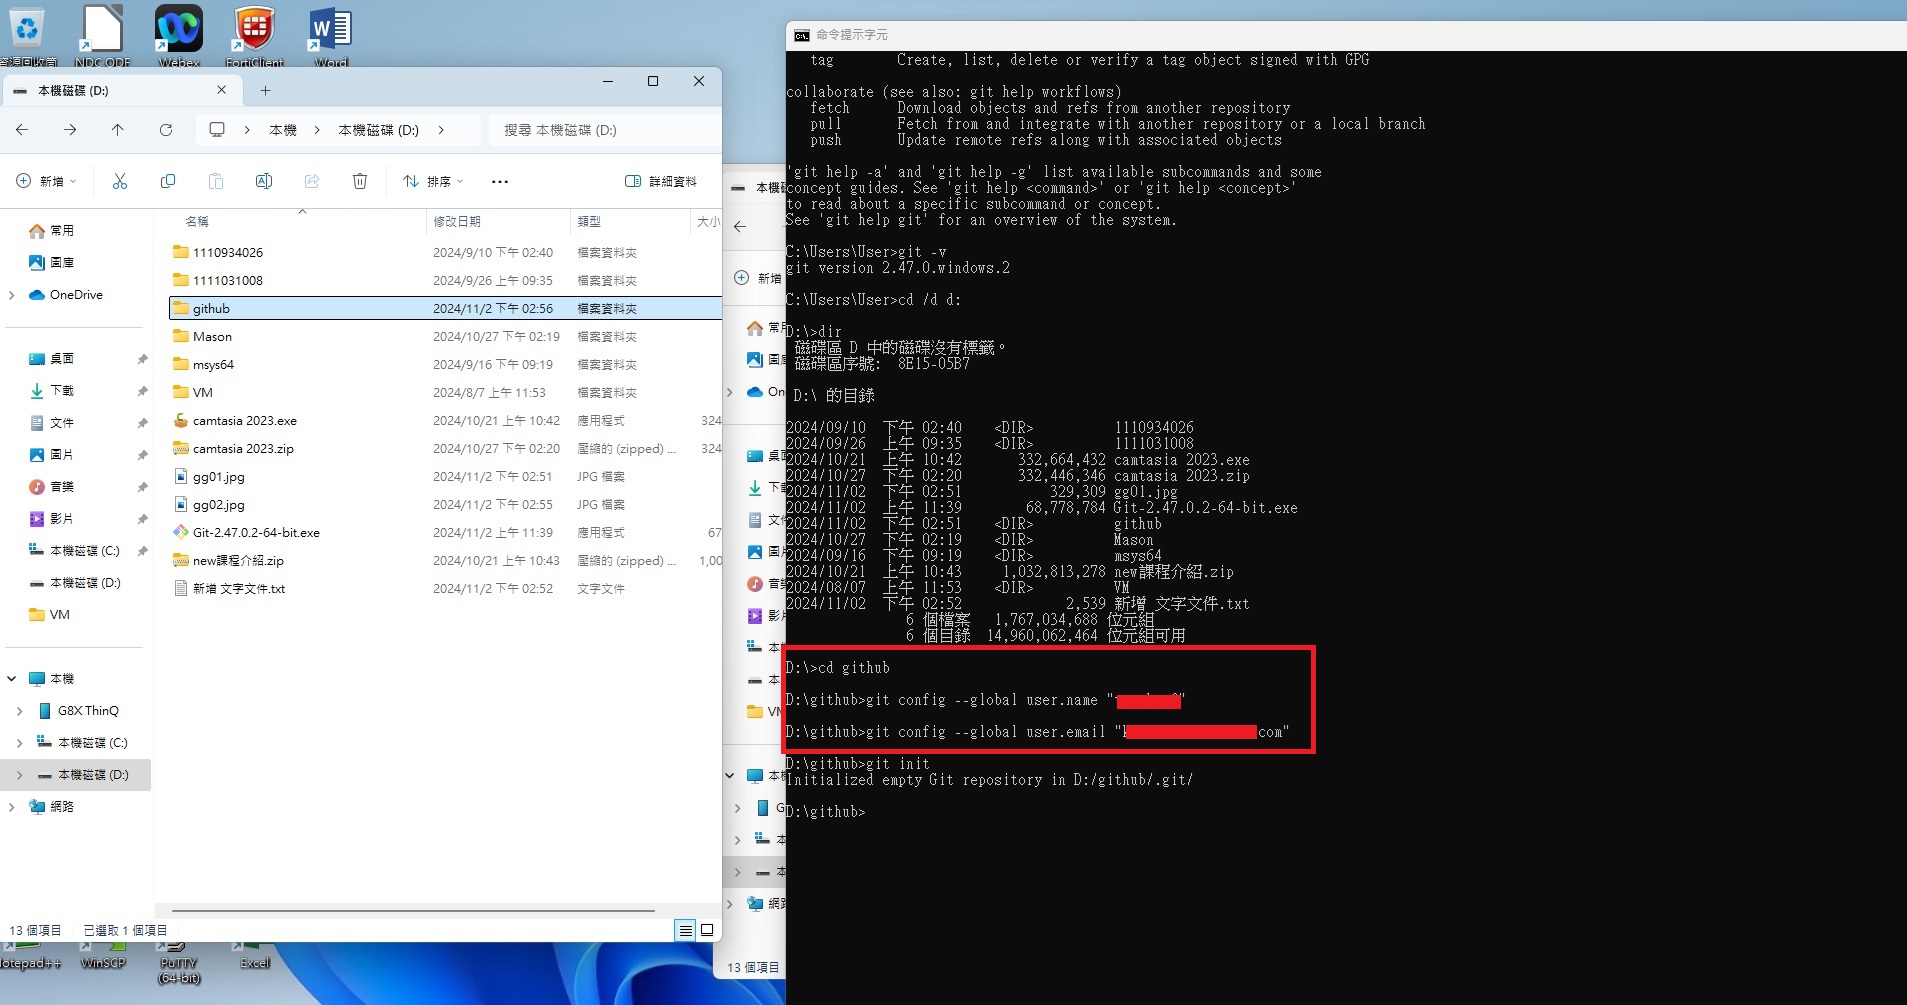 資源回收筒
NDC ODF
Webex
FortiClient
Word
本機磁碟 (D:)
本機
本機磁碟 (D:)
搜尋 本機磁碟 (D:)
新增
排序
詳細資料
常用
圖庫
OneDrive
桌面
下載
文件
圖片
音樂
影片
本機磁碟 (C:)
本機磁碟 (D:)
VM
本機
G8X ThinQ
本機磁碟 (C:)
本機磁碟 (D:)
網路
名稱 修改日期 類型 大小
1110934026 2024/9/10 下午 02:40 檔案資料夾
1111031008 2024/9/26 上午 09:35 檔案資料夾
github 2024/11/2 下午 02:56 檔案資料夾
Mason 2024/10/27 下午 02:19 檔案資料夾
msys64 2024/9/16 上午 09:19 檔案資料夾
VM 2024/8/7 上午 11:53 檔案資料夾
camtasia 2023.exe 2024/10/21 上午 10:42 應用程式 324
camtasia 2023.zip 2024/10/27 下午 02:20 壓縮的 (zipped) ... 324
gg01.jpg 2024/11/2 下午 02:51 JPG 檔案
gg02.jpg 2024/11/2 下午 02:55 JPG 檔案
Git-2.47.0.2-64-bit.exe 2024/11/2 上午 11:39 應用程式 67
new課程介紹.zip 2024/10/21 上午 10:43 壓縮的 (zipped) ... 1,00
新增 文字文件.txt 2024/11/2 下午 02:52 文字文件
13 個項目 已選取 1 個項目
otepad++
WinSCP
PuTTY
(64-bit)
Excel
本機
新增
常用
圖庫
On
桌面
下
文
圖
音
影
本
本
VM
本機
G
本
本
網路
13 個項目
命令提示字元
tag Create, list, delete or verify a tag object signed with GPG
collaborate (see also: git help workflows)
fetch Download objects and refs from another repository
pull Fetch from and integrate with another repository or a local branch
push Update remote refs along with associated objects
'git help -a' and 'git help -g' list available subcommands and some
concept guides. See 'git help <command>' or 'git help <concept>'
to read about a specific subcommand or concept.
See 'git help git' for an overview of the system.
C:\Users\User>git -v
git version 2.47.0.windows.2
C:\Users\User>cd /d d:
D:\>dir
磁碟區 D 中的磁碟沒有標籤。
磁碟區序號: 8E15-05B7
D:\ 的目錄
2024/09/10 下午 02:40 <DIR> 1110934026
2024/09/26 上午 09:35 <DIR> 1111031008
2024/10/21 上午 10:42 332,664,432 camtasia 2023.exe
2024/10/27 下午 02:20 332,446,346 camtasia 2023.zip
2024/11/02 下午 02:51 329,309 gg01.jpg
2024/11/02 上午 11:39 68,778,784 Git-2.47.0.2-64-bit.exe
2024/11/02 下午 02:51 <DIR> github
2024/10/27 下午 02:19 <DIR> Mason
2024/09/16 上午 09:19 <DIR> msys64
2024/10/21 上午 10:43 1,032,813,278 new課程介紹.zip
2024/08/07 上午 11:53 <DIR> VM
2024/11/02 下午 02:52 2,539 新增 文字文件.txt
6 個檔案 1,767,034,688 位元組
6 個目錄 14,960,062,464 位元組可用
D:\>cd github
D:\github>git config --global user.name "
D:\github>git config --global user.email " com"
D:\github>git init
Initialized empty Git repository in D:/github/.git/
D:\github>